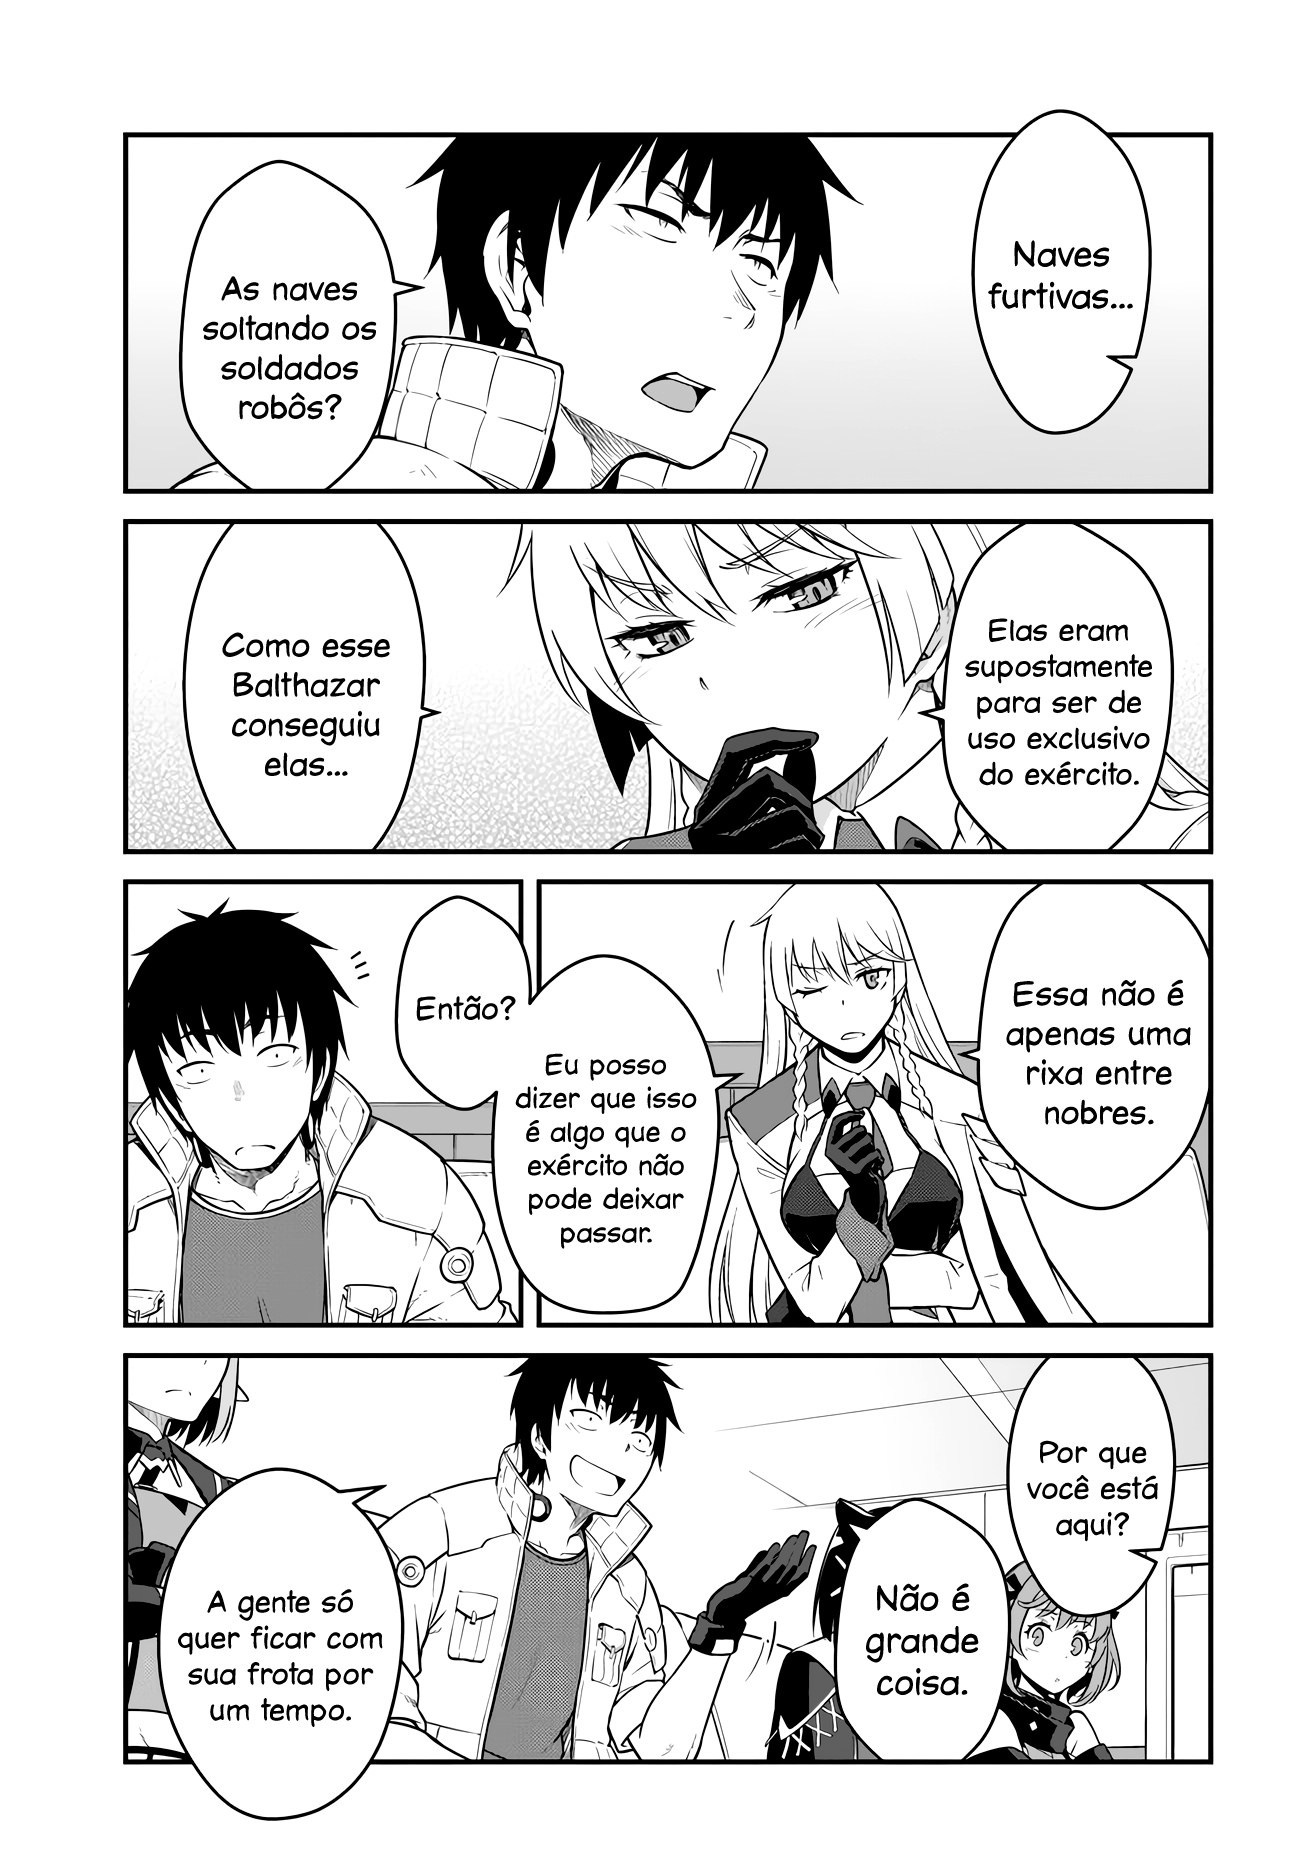 Naves
furtivas...
As naves
soltando os
soldados
robôs?
Elas eram
supostamente
para ser de
uso exclusivo
do exército.
Como esse
Balthazar
conseguiu
elas...
Essa não é
apenas uma
rixa entre
nobres.
Eu posso
dizer que isso
é algo que o
exército não
pode deixar
passar.
Então?
Por que
você está
aqui?
Não é
grande
coisa.
A gente só
quer ficar com
sua frota por
um tempo.